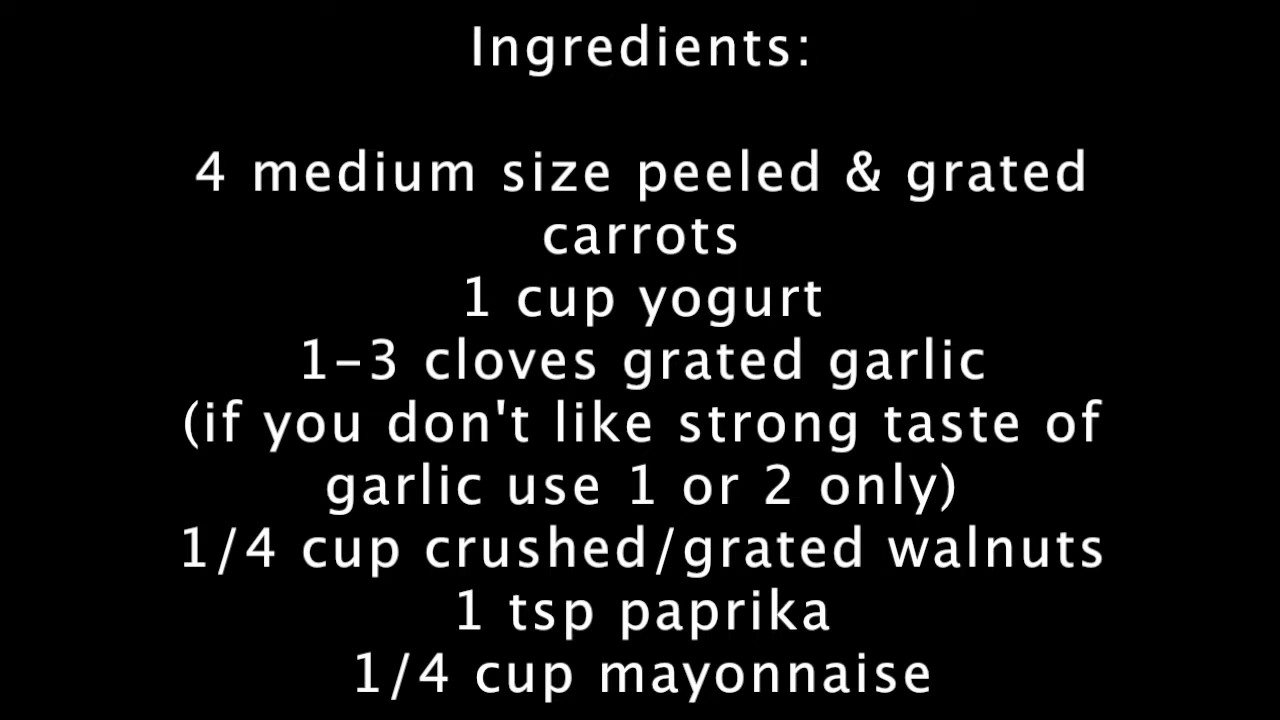 Ingredients:
4 medium size peeled & grated
carrots
1 cup yogurt
1-3 cloves grated garlic
(if you don't like strong taste of
garlic use 1 or 2 only)
1/4 cup crushed/grated walnuts
1 tsp paprika
1/4 cup mayonnaise